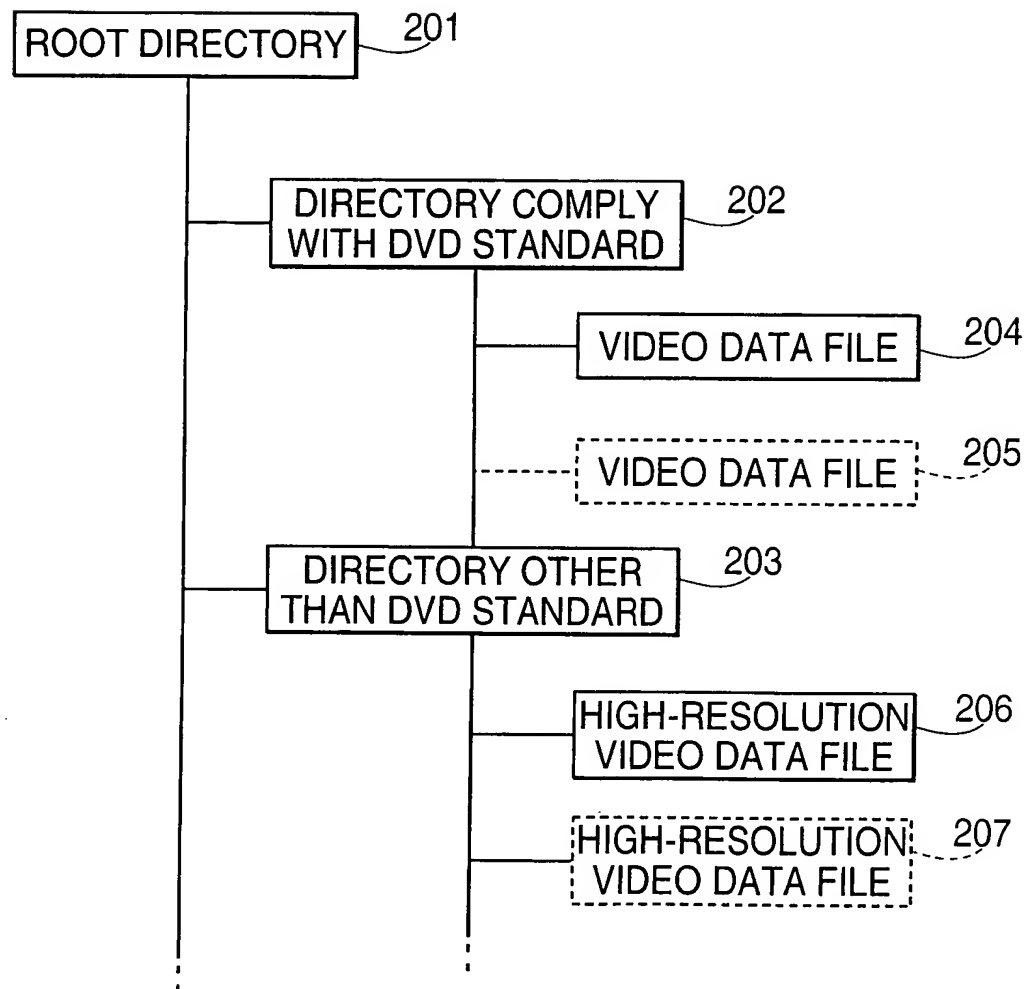 ROOT DIRECTORY 201
DIRECTORY COMPLY
WITH DVD STANDARD
202
VIDEO DATA FILE 204
VIDEO DATA FILE 205
DIRECTORY OTHER
THAN DVD STANDARD
203
HIGH-RESOLUTION
VIDEO DATA FILE
206
HIGH-RESOLUTION
VIDEO DATA FILE
207